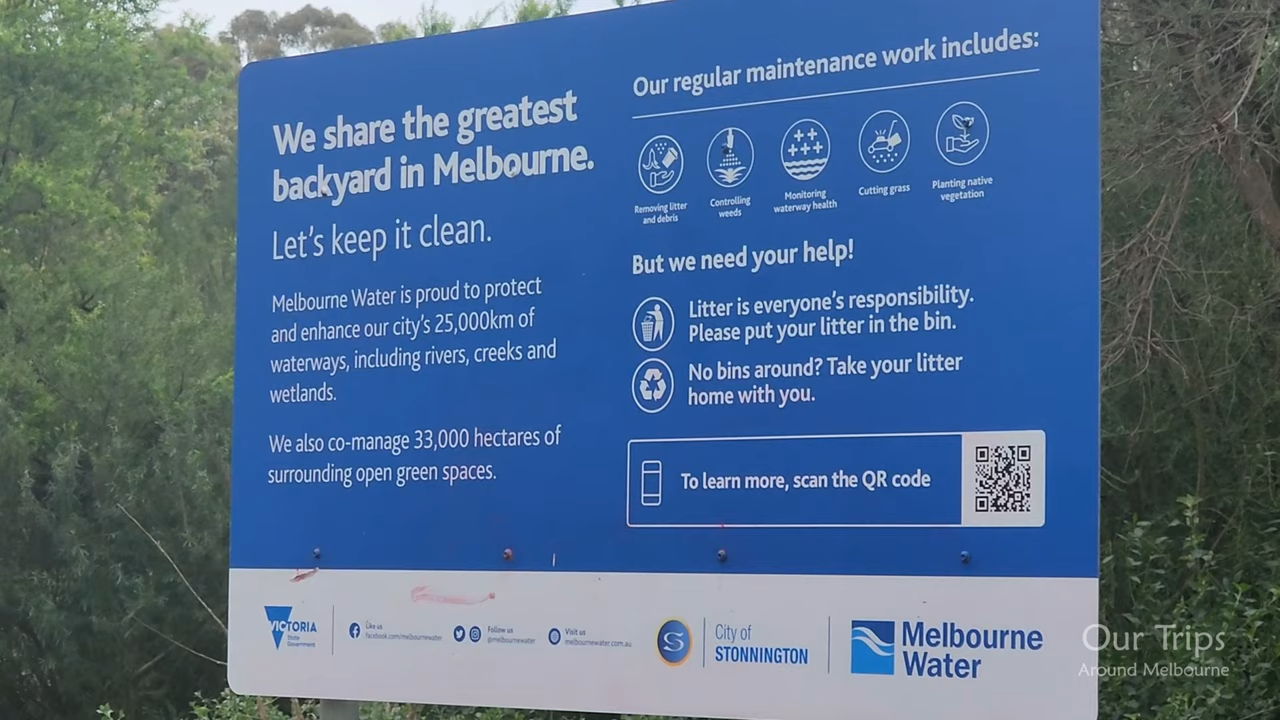 We share the greatest
backyard in Melbourne.
Let's keep it clean.
Melbourne Water is proud to protect
and enhance our city's 25,000km of
waterways, including rivers, creeks and
wetlands.
We also co-manage 33,000 hectares of
surrounding open green spaces.
Our regular maintenance work includes:
Removing litter
and debris
Controlling
weeds
Monitoring
waterway health
Cutting grass
Planting native
vegetation
But we need your help!
Litter is everyone's responsibility.
Please put your litter in the bin.
No bins around? Take your litter
home with you.
To learn more, scan the QR code
VICTORIA
State
Government
Like us
facebook.com/melbournewater
Follow us
@melbournewater
Visit us
melbournewater.com.au
S
City of
STONNINGTON
Melbourne
Water
Our Trips
Around Melbourne